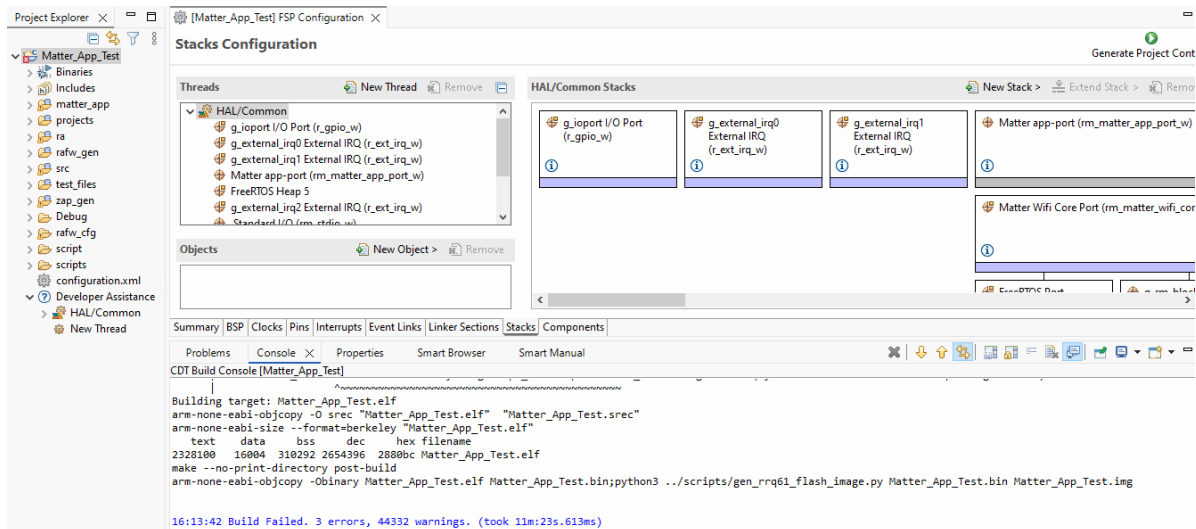 Project Explorer
[Matter_App_Test] FSP Configuration
Matter_App_Test
Binaries
Includes
matter_app
projects
ra
rafw_gen
src
test_files
zap_gen
Debug
rafw_cfg
script
scripts
configuration.xml
Developer Assistance
HAL/Common
New Thread
Stacks Configuration
Generate Project Cont
Threads
New Thread
Remove
HAL/Common
g_ioport I/O Port (r_gpio_w)
g_external_irq0 External IRQ (r_ext_irq_w)
g_external_irq1 External IRQ (r_ext_irq_w)
Matter app-port (rm_matter_app_port_w)
FreeRTOS Heap 5
g_external_irq2 External IRQ (r_ext_irq_w)
Standard I/O (rm_stdio_w)
Objects
New Object >
Remove
HAL/Common Stacks
New Stack >
Extend Stack >
Remov
g_ioport I/O Port
(r_gpio_w)
g_external_irq0
External IRQ
(r_ext_irq_w)
g_external_irq1
External IRQ
(r_ext_irq_w)
Matter app-port (rm_matter_app_port_w)
Matter Wifi Core Port (rm_matter_wifi_cor
FreeRTOS Port
Summary BSP Clocks Pins Interrupts Event Links Linker Sections Stacks Components
Problems Console Properties Smart Browser Smart Manual
CDT Build Console [Matter_App_Test]
Building target: Matter_App_Test.elf
arm-none-eabi-objcopy -O srec "Matter_App_Test.elf" "Matter_App_Test.srec"
arm-none-eabi-size --format=berkeley "Matter_App_Test.elf"
text data bss dec hex filename
2328100 16004 310292 2654396 2880bc Matter_App_Test.elf
make --no-print-directory post-build
arm-none-eabi-objcopy -Obinary Matter_App_Test.elf Matter_App_Test.bin;python3 ../scripts/gen_rrq61_flash_image.py Matter_App_Test.bin Matter_App_Test.img
16:13:42 Build Failed. 3 errors, 44332 warnings. (took 11m:23s.613ms)